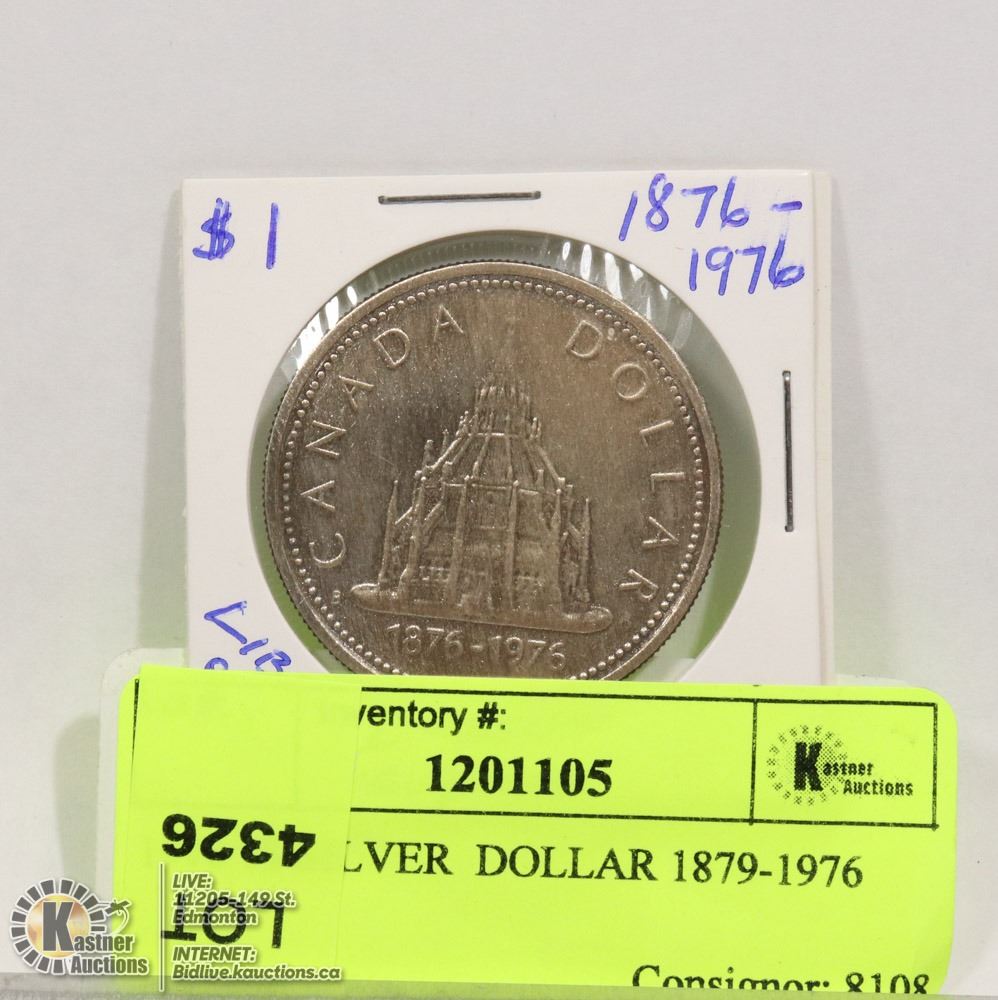 $1
1876-
1976
CANADA DOLLAR
1876-1976
LIB
ventory #:
1201105
Kastner
Auctions
LVER DOLLAR 1879-1976
4326
LOT
Consignor: 8108
Kastner
Auctions
LIVE:
11205-149 St.
Edmonton
INTERNET:
Bidlive.kauctions.ca